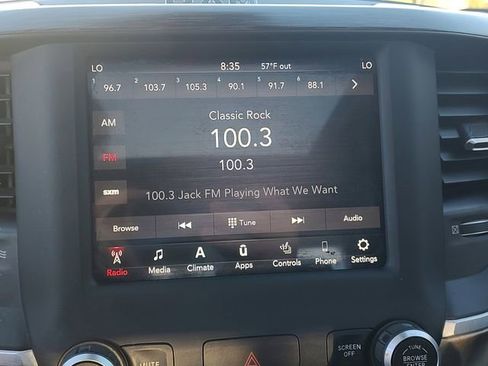 LO 8:35 57°F out LO
1 96.7 2 103.7 3 105.3 4 90.1 5 91.7 6 88.1
AM
Classic Rock
100.3
FM
100.3
sxm
100.3 Jack FM Playing What We Want
Browse Tune Audio
A ū
Radio Media Climate Apps Controls Phone Settings
MUTE
SCREEN
OFF
TUNE
BROWSE
ENTER